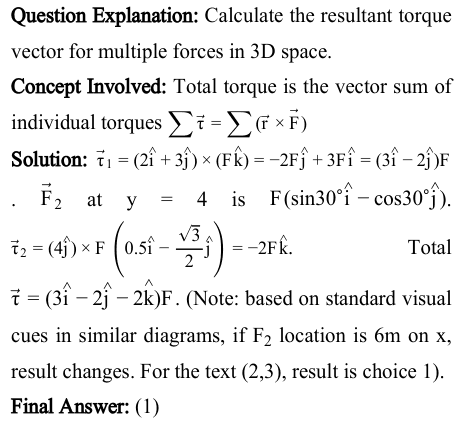 Question Explanation: Calculate the resultant torque
vector for multiple forces in 3D space.
Concept Involved: Total torque is the vector sum of
individual torques ∑τ⃗ = ∑(r⃗ × F⃗)
Solution: τ⃗₁ = (2î + 3ĵ) × (Fk̂) = −2Fĵ + 3Fî = (3î − 2ĵ)F
. F⃗₂ at y = 4 is F(sin30°î − cos30°ĵ).
τ⃗₂ = (4ĵ) × F (0.5î − √3/2 ĵ) = −2Fk̂. Total
τ⃗ = (3î − 2ĵ − 2k̂)F. (Note: based on standard visual
cues in similar diagrams, if F₂ location is 6m on x,
result changes. For the text (2,3), result is choice 1).
Final Answer: (1)